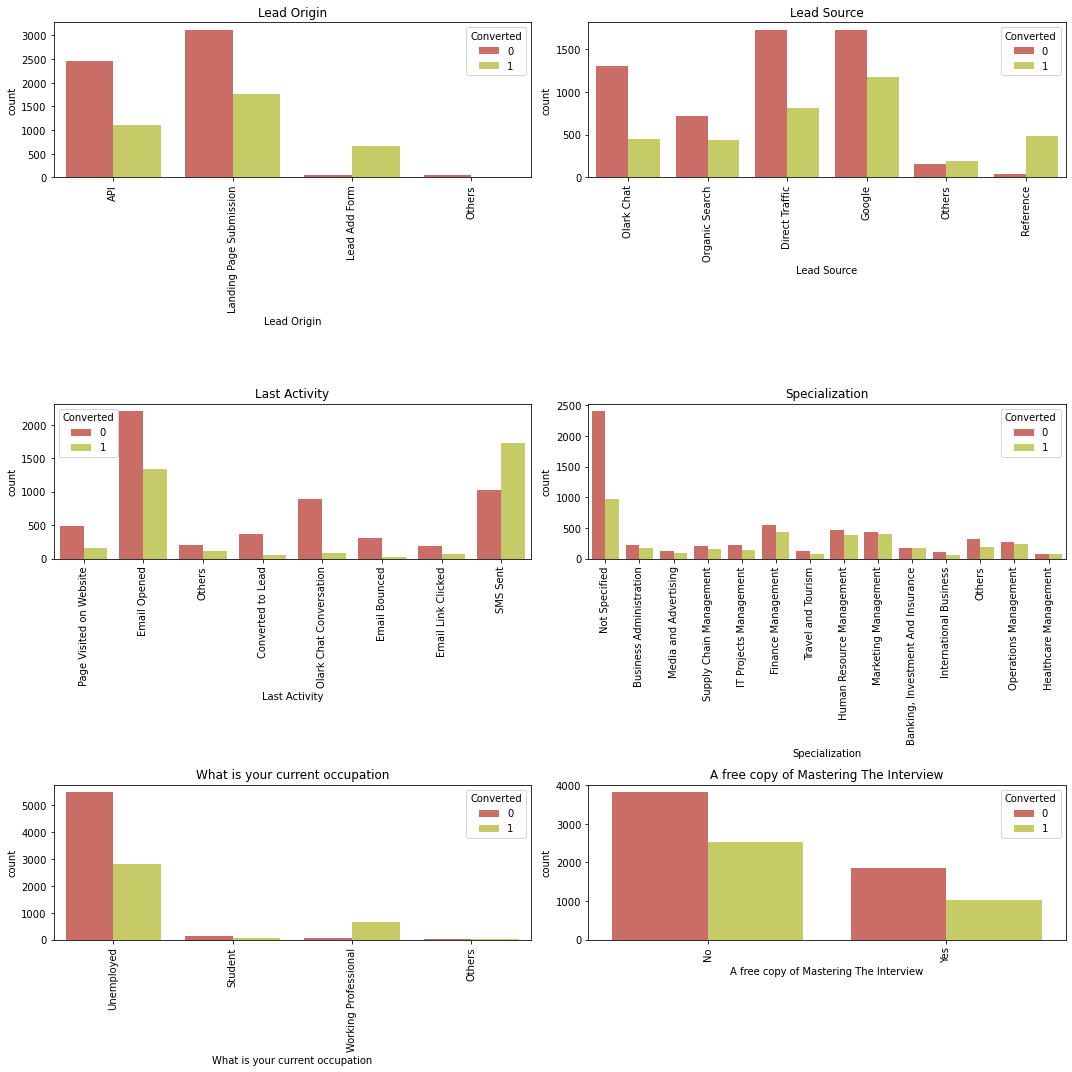 Lead Origin
Converted
0
1
3000
2500
2000
1500
1000
500
0
count
API
Landing Page Submission
Lead Add Form
Others
Lead Origin
Lead Source
Converted
0
1
1500
1000
500
0
count
Olark Chat
Organic Search
Direct Traffic
Google
Others
Reference
Lead Source
Last Activity
Converted
0
1
2000
1500
1000
500
0
count
Page Visited on Website
Email Opened
Others
Converted to Lead
Olark Chat Conversation
Email Bounced
Email Link Clicked
SMS Sent
Last Activity
Specialization
Converted
0
1
2500
2000
1500
1000
500
0
count
Not Specified
Business Administration
Media and Advertising
Supply Chain Management
IT Projects Management
Finance Management
Travel and Tourism
Human Resource Management
Marketing Management
Banking, Investment And Insurance
International Business
Others
Operations Management
Healthcare Management
Specialization
What is your current occupation
Converted
0
1
5000
4000
3000
2000
1000
0
count
Unemployed
Student
Working Professional
Others
What is your current occupation
A free copy of Mastering The Interview
Converted
0
1
4000
3000
2000
1000
0
count
No
Yes
A free copy of Mastering The Interview